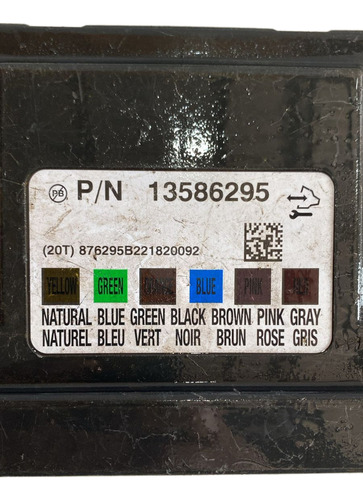 PB
P/N 13586295
(20T) 876295B221820092
YELLOW GREEN BLUE PINK
NATURAL BLUE GREEN BLACK BROWN PINK GRAY
NATUREL BLEU VERT NOIR BRUN ROSE GRIS